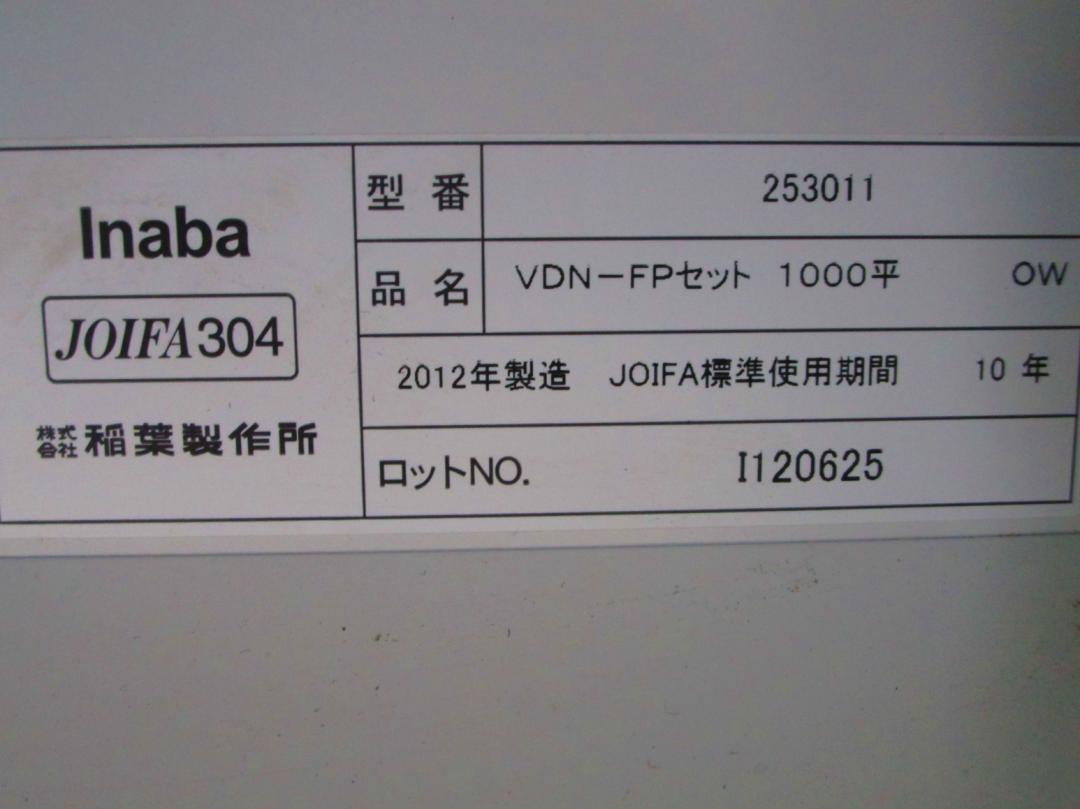 Inaba
JOIFA304
株式会社 稲葉製作所
型番 253011
品名 VDN-FPセット 1000平 OW
2012年製造 JOIFA標準使用期間 10年
ロットNO. I120625